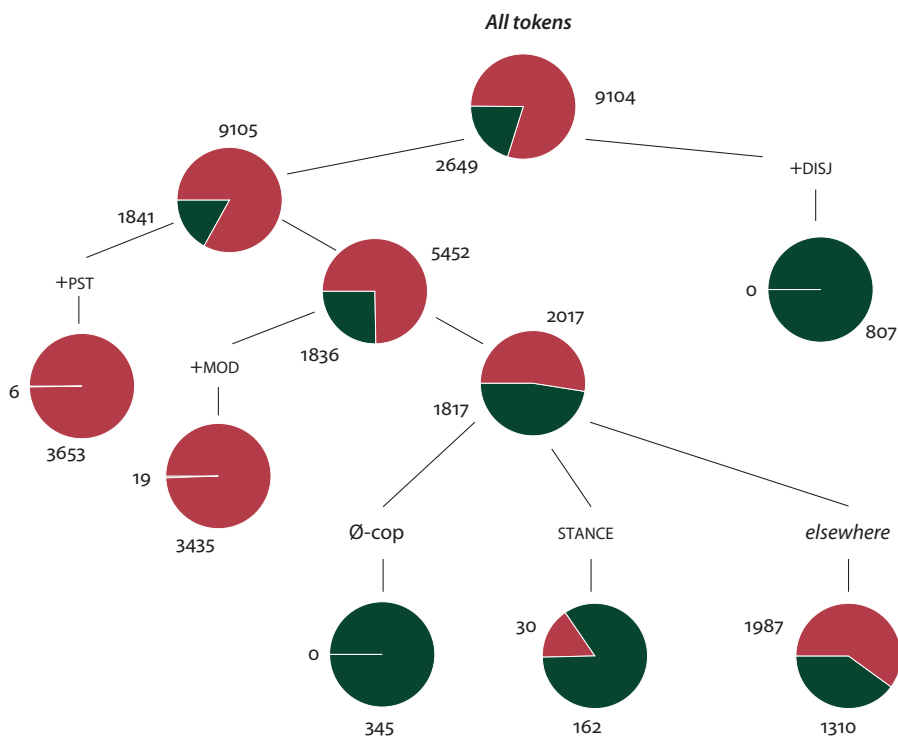 All tokens
9104
9105
2649
+DISJ
1841
5452
+PST
0
2017
807
1836
+MOD
6
1817
3653
19
3435
Ø-cop
STANCE
elsewhere
30
1987
0
345
162
1310